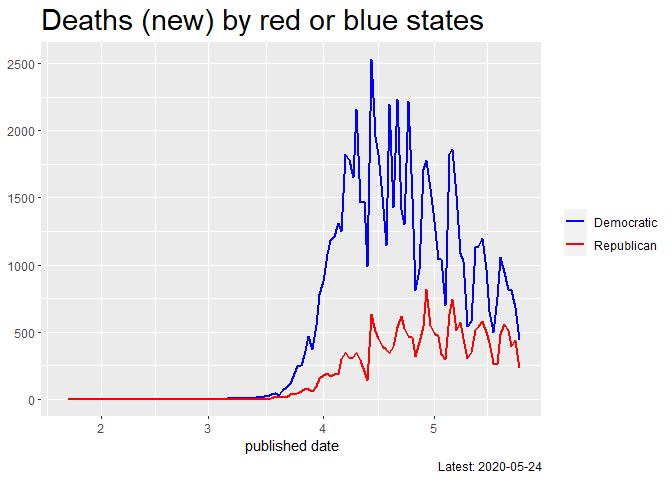 Deaths (new) by red or blue states
2500
2000
1500
1000
500
0
2
3
4
5
published date
Democratic
Republican
Latest: 2020-05-24